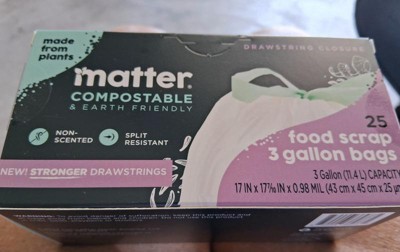 made
from
plants
DRAWSTRING CLOSURE
matter.
COMPOSTABLE
& EARTH FRIENDLY
NON-
SCENTED
SPLIT
RESISTANT
NEW! STRONGER DRAWSTRINGS
25
food scrap
3 gallon bags
3 Gallon (11.4 L) CAPACITY
17 IN x 17⅝ IN x 0.98 MIL (43 cm x 45 cm x 25 µm